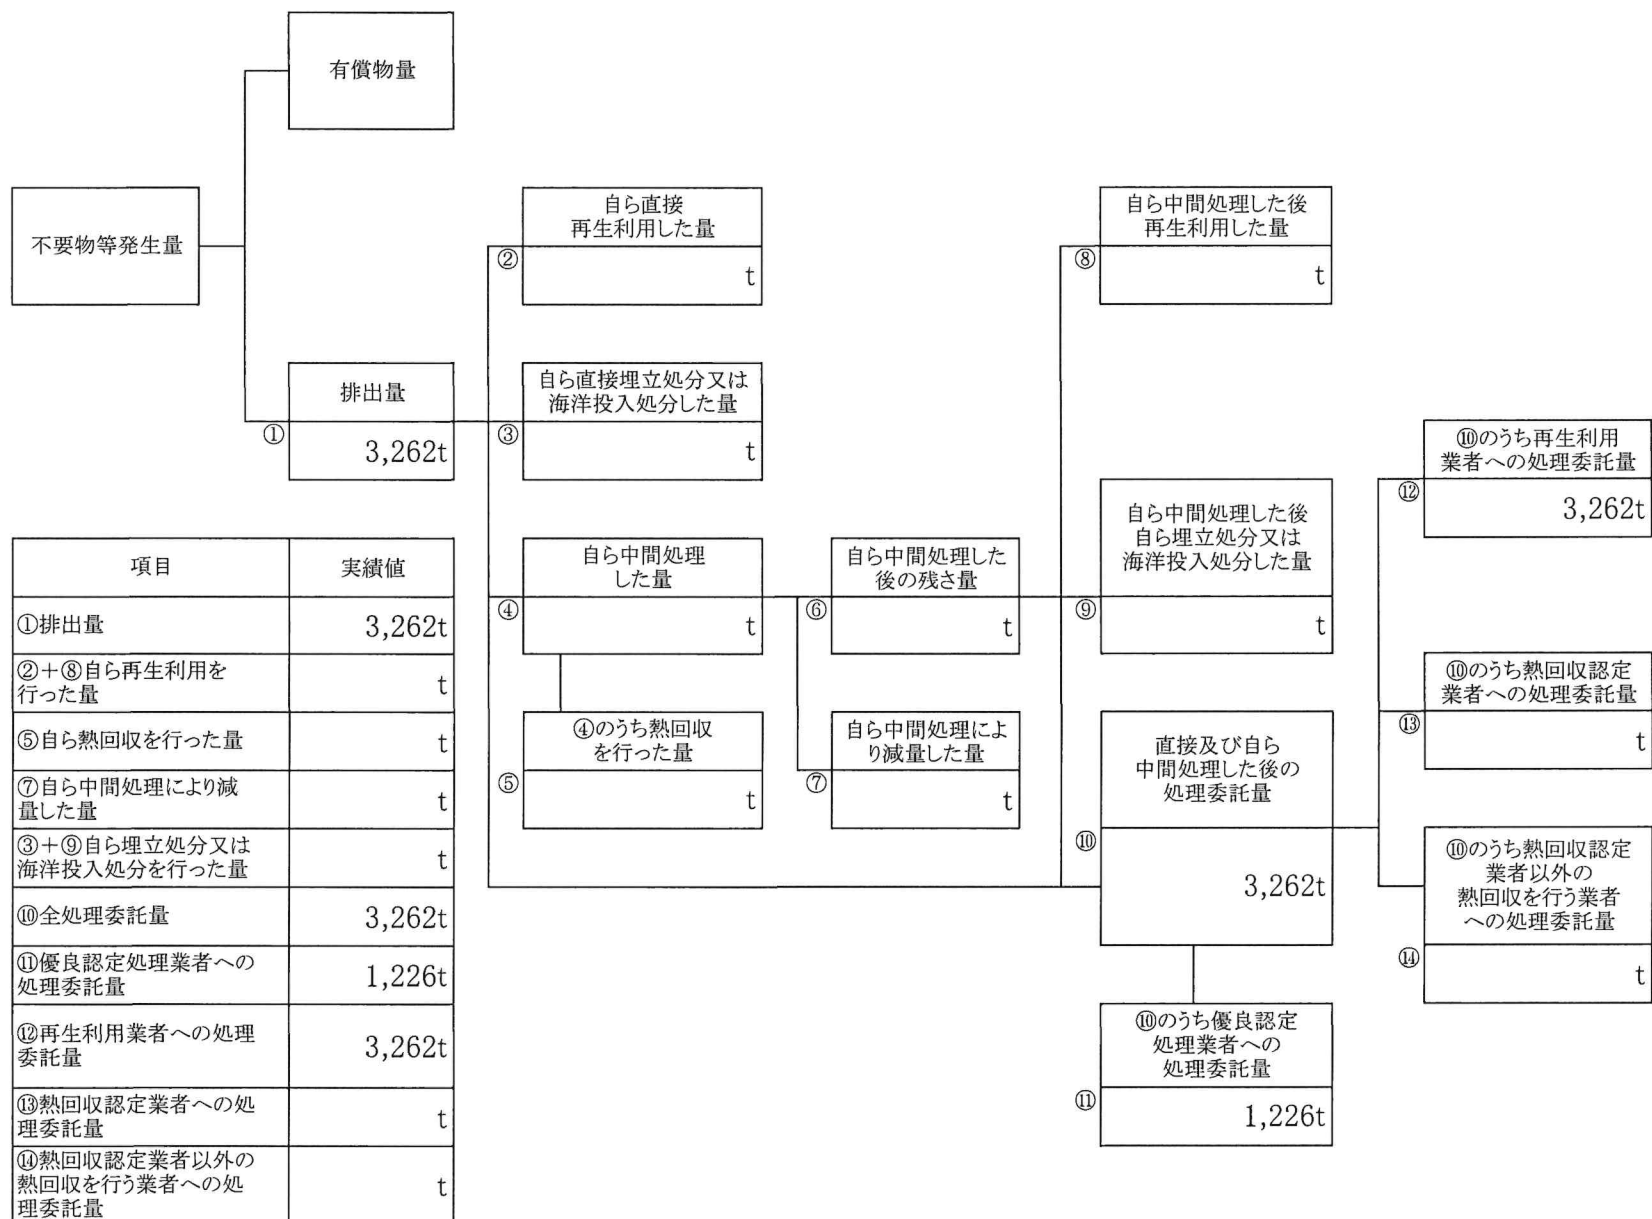 有償物量
不要物等発生量
自ら直接
再生利用した量
②
t
自ら中間処理した後
再生利用した量
⑧
t
排出量
①
3,262t
自ら直接埋立処分又は
海洋投入処分した量
③
t
⑩のうち再生利用
業者への処理委託量
⑫
3,262t
自ら中間処理
した量
④
t
自ら中間処理した
後の残さ量
⑥
t
自ら中間処理した後
自ら埋立処分又は
海洋投入処分した量
⑨
t
⑩のうち熱回収認定
業者への処理委託量
⑬
t
④のうち熱回収
を行った量
⑤
t
自ら中間処理によ
り減量した量
⑦
t
直接及び自ら
中間処理した後の
処理委託量
⑩
3,262t
⑩のうち熱回収認定
業者以外の
熱回収を行う業者
への処理委託量
⑭
t
⑩のうち優良認定
処理業者への
処理委託量
⑪
1,226t
項目 実績値
①排出量 3,262t
②+⑧自ら再生利用を
行った量 t
⑤自ら熱回収を行った量 t
⑦自ら中間処理により減
量した量 t
③+⑨自ら埋立処分又は
海洋投入処分を行った量 t
⑩全処理委託量 3,262t
⑪優良認定処理業者への
処理委託量 1,226t
⑫再生利用業者への処理
委託量 3,262t
⑬熱回収認定業者への処
理委託量 t
⑭熱回収認定業者以外の
熱回収を行う業者への処
理委託量 t